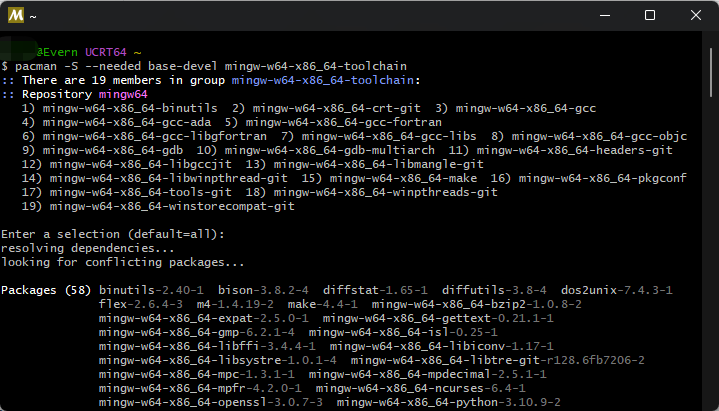 M ~
@Evern UCRT64 ~
$ pacman -S --needed base-devel mingw-w64-x86_64-toolchain
:: There are 19 members in group mingw-w64-x86_64-toolchain:
:: Repository mingw64
   1) mingw-w64-x86_64-binutils  2) mingw-w64-x86_64-crt-git  3) mingw-w64-x86_64-gcc
   4) mingw-w64-x86_64-gcc-ada  5) mingw-w64-x86_64-gcc-fortran
   6) mingw-w64-x86_64-gcc-libgfortran  7) mingw-w64-x86_64-gcc-libs  8) mingw-w64-x86_64-gcc-objc
   9) mingw-w64-x86_64-gdb  10) mingw-w64-x86_64-gdb-multiarch  11) mingw-w64-x86_64-headers-git
   12) mingw-w64-x86_64-libgccjit  13) mingw-w64-x86_64-libmangle-git
   14) mingw-w64-x86_64-libwinpthread-git  15) mingw-w64-x86_64-make  16) mingw-w64-x86_64-pkgconf
   17) mingw-w64-x86_64-tools-git  18) mingw-w64-x86_64-winpthreads-git
   19) mingw-w64-x86_64-winstorecompat-git
Enter a selection (default=all):
resolving dependencies...
looking for conflicting packages...
Packages (58) binutils-2.40-1  bison-3.8.2-4  diffstat-1.65-1  diffutils-3.8-4  dos2unix-7.4.3-1
              flex-2.6.4-3  m4-1.4.19-2  make-4.4-1  mingw-w64-x86_64-bzip2-1.0.8-2
              mingw-w64-x86_64-expat-2.5.0-1  mingw-w64-x86_64-gettext-0.21.1-1
              mingw-w64-x86_64-gmp-6.2.1-4  mingw-w64-x86_64-isl-0.25-1
              mingw-w64-x86_64-libffi-3.4.4-1  mingw-w64-x86_64-libiconv-1.17-1
              mingw-w64-x86_64-libsystre-1.0.1-4  mingw-w64-x86_64-libtre-git-r128.6fb7206-2
              mingw-w64-x86_64-mpc-1.3.1-1  mingw-w64-x86_64-mpdecimal-2.5.1-1
              mingw-w64-x86_64-mpfr-4.2.0-1  mingw-w64-x86_64-ncurses-6.4-1
              mingw-w64-x86_64-openssl-3.0.7-3  mingw-w64-x86_64-python-3.10.9-2